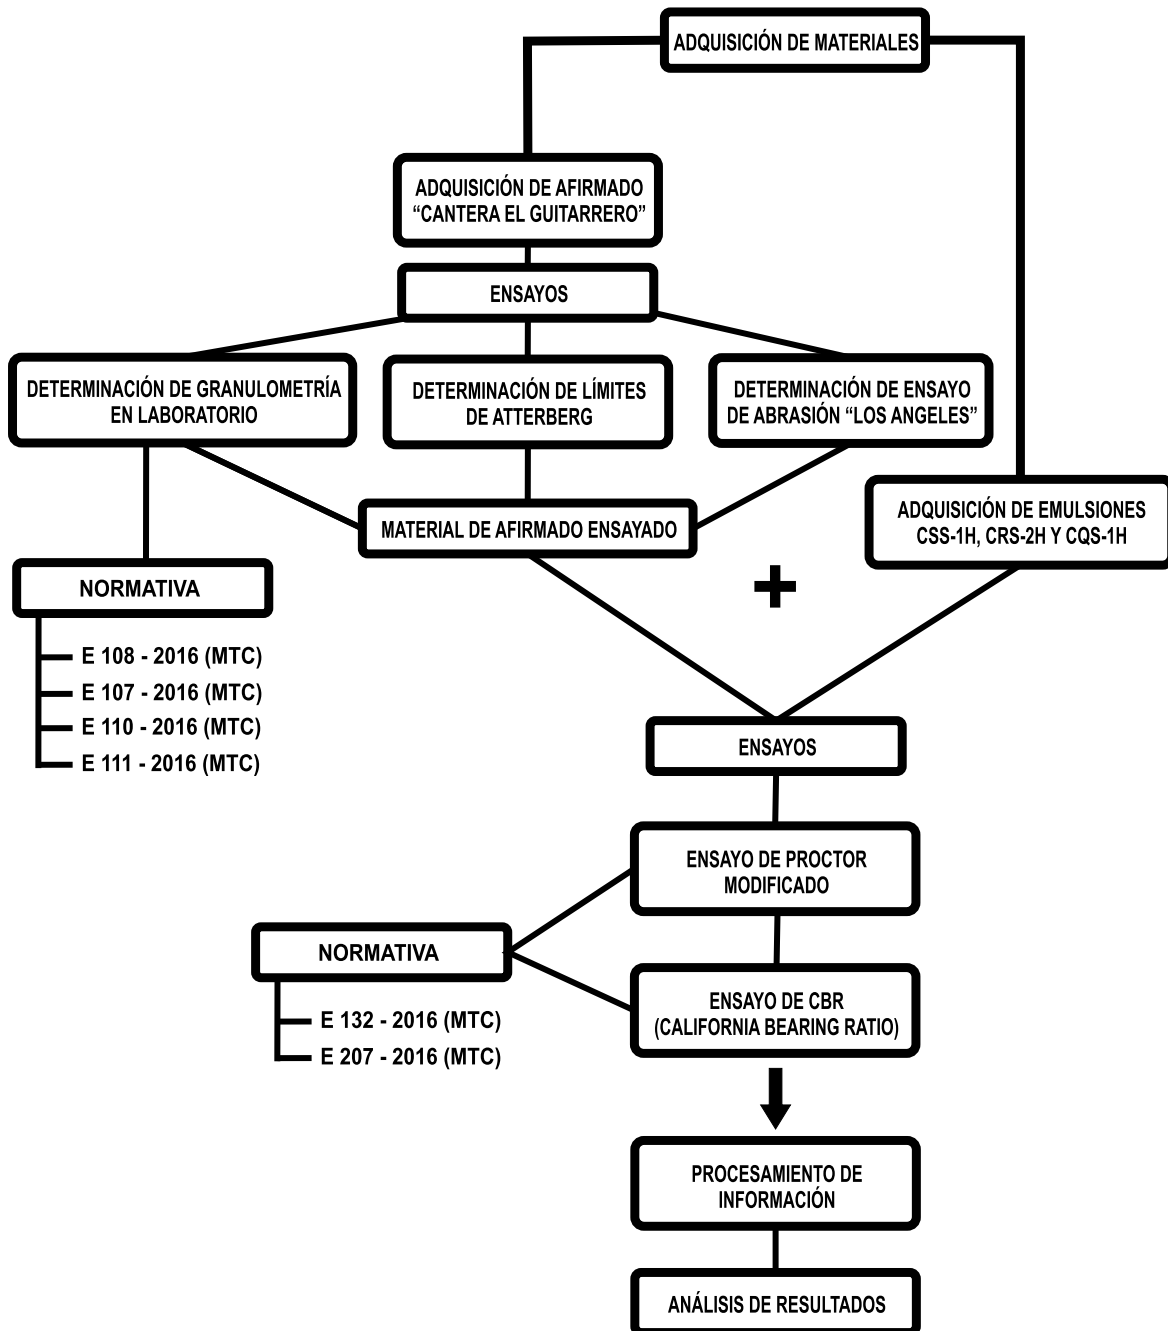 ADQUISICIÓN DE MATERIALES
ADQUISICIÓN DE AFIRMADO
“CANTERA EL GUITARRERO”
ENSAYOS
DETERMINACIÓN DE GRANULOMETRÍA
EN LABORATORIO
DETERMINACIÓN DE LÍMITES
DE ATTERBERG
DETERMINACIÓN DE ENSAYO
DE ABRASIÓN “LOS ANGELES”
MATERIAL DE AFIRMADO ENSAYADO
ADQUISICIÓN DE EMULSIONES
CSS-1H, CRS-2H Y CQS-1H
+
NORMATIVA
E 108 - 2016 (MTC)
E 107 - 2016 (MTC)
E 110 - 2016 (MTC)
E 111 - 2016 (MTC)
ENSAYOS
ENSAYO DE PROCTOR
MODIFICADO
NORMATIVA
E 132 - 2016 (MTC)
E 207 - 2016 (MTC)
ENSAYO DE CBR
(CALIFORNIA BEARING RATIO)
PROCESAMIENTO DE
INFORMACIÓN
ANÁLISIS DE RESULTADOS